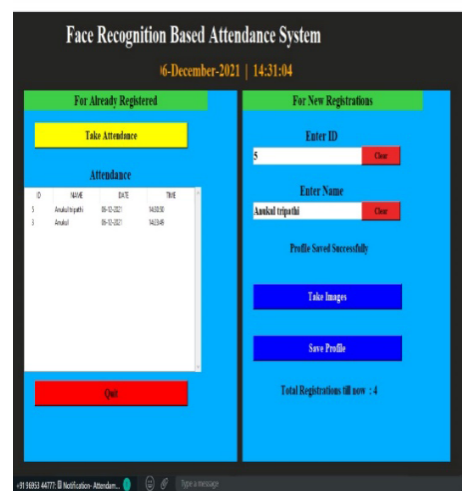 Face Recognition Based Attendance System
06-December-2021 | 14:31:04
For Already Registered
Take Attendance
Attendance
ID NAME DATE TIME
5 Anukul tripathi 06-12-2021
3 Anukul 06-12-2021
Quit
For New Registrations
Enter ID
5 Clear
Enter Name
Anukul tripathi Clear
Profile Saved Successfully
Take Images
Save Profile
Total Registrations till now : 4
Notification- Attendan...
Type a message